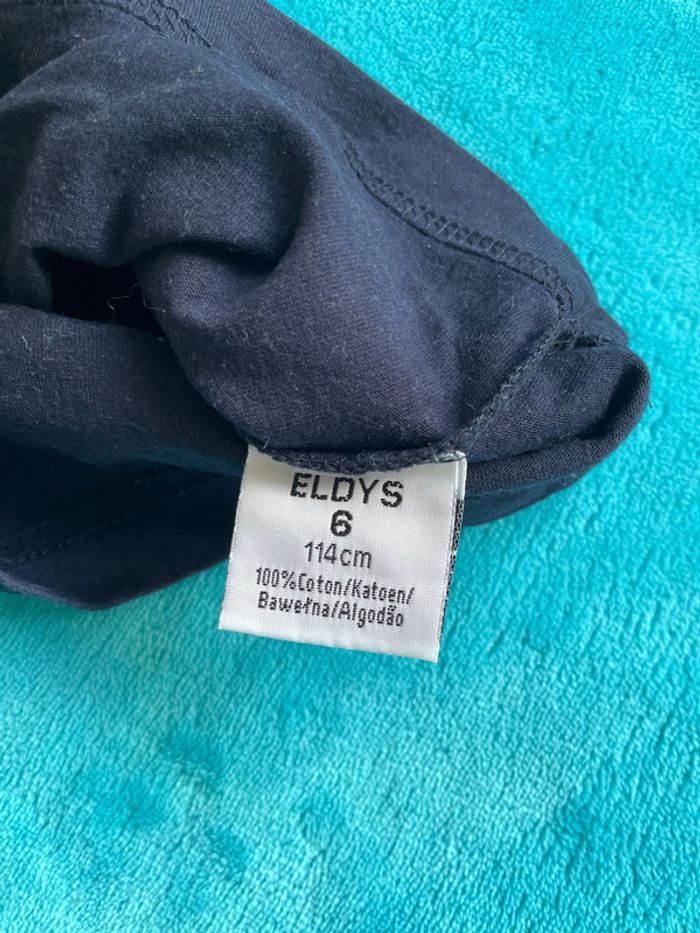 ELDYS
6
114cm
100%Coton/Katoen/
Bawełna/Algodão